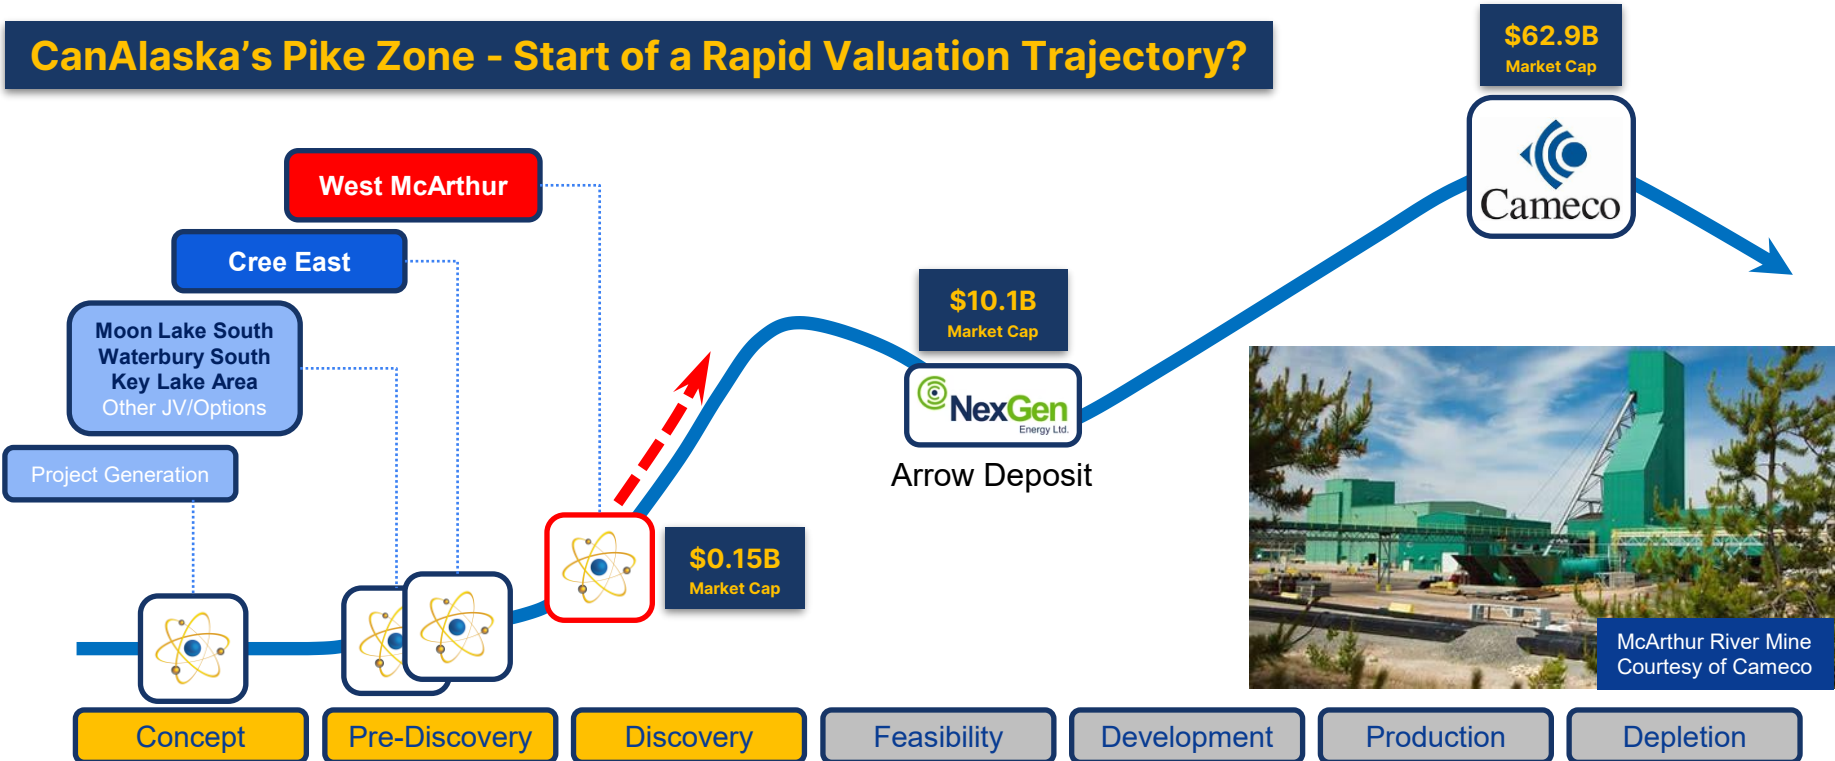 CanAlaska's Pike Zone - Start of a Rapid Valuation Trajectory?
$62.9B
Market Cap
Cameco
West McArthur
Cree East
Moon Lake South
Waterbury South
Key Lake Area
Other JV/Options
Project Generation
$10.1B
Market Cap
NexGen
Energy Ltd.
Arrow Deposit
$0.15B
Market Cap
McArthur River Mine
Courtesy of Cameco
Concept
Pre-Discovery
Discovery
Feasibility
Development
Production
Depletion